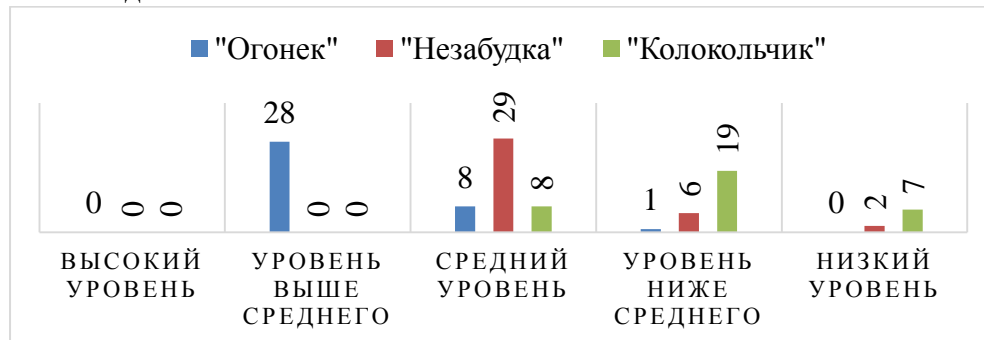 "Огонек" "Незабудка" "Колокольчик"
0 0 0 28 0 0 8 29 8 1 6 19 0 2 7
ВЫСОКИЙ УРОВЕНЬ
УРОВЕНЬ ВЫШЕ СРЕДНЕГО
СРЕДНИЙ УРОВЕНЬ
УРОВЕНЬ НИЖЕ СРЕДНЕГО
НИЗКИЙ УРОВЕНЬ